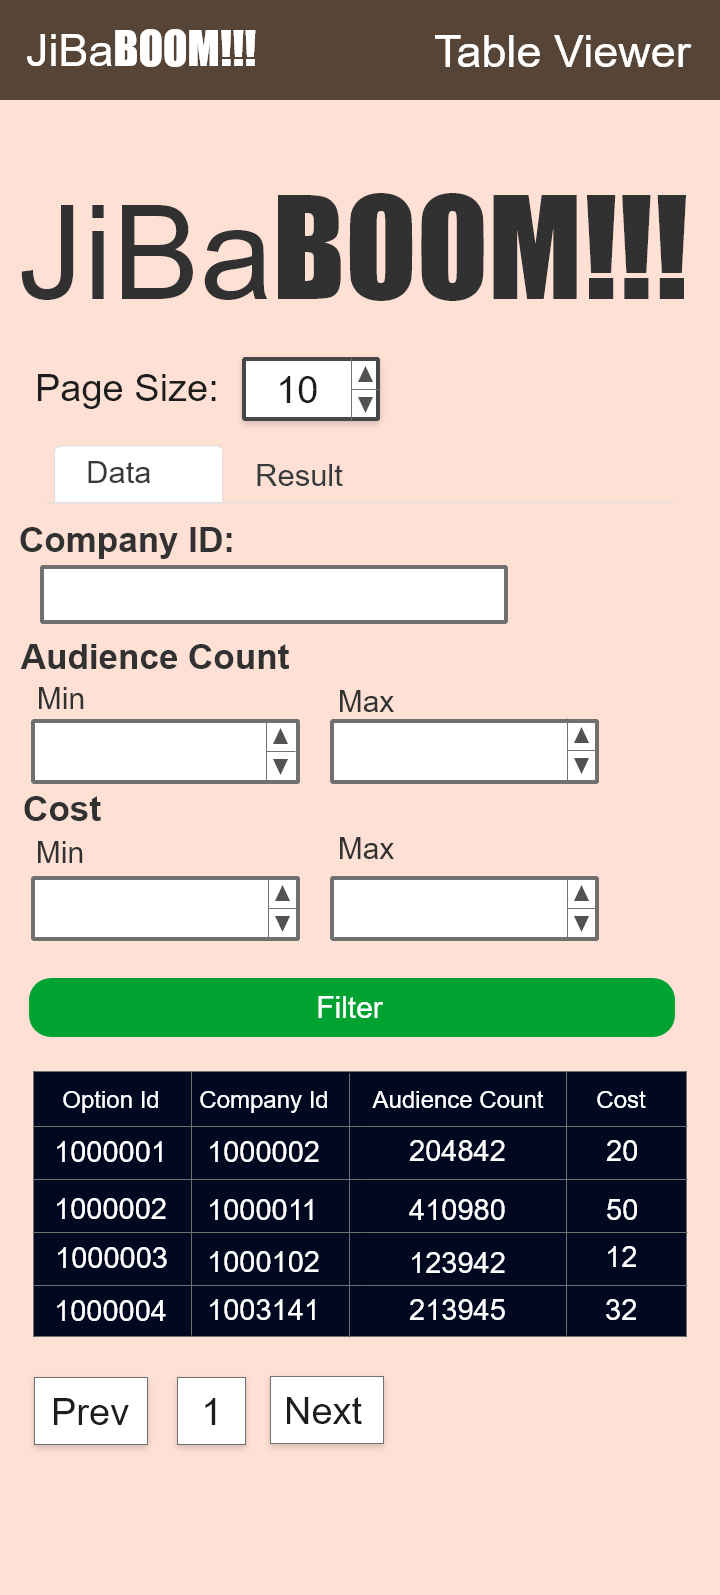 JiBaBOOM!!! Table Viewer
JiBaBOOM!!!
Page Size: 10
Data Result
Company ID:
Audience Count
Min Max
Cost
Min Max
Filter
Option Id Company Id Audience Count Cost
1000001 1000002 204842 20
1000002 1000011 410980 50
1000003 1000102 123942 12
1000004 1003141 213945 32
Prev 1 Next